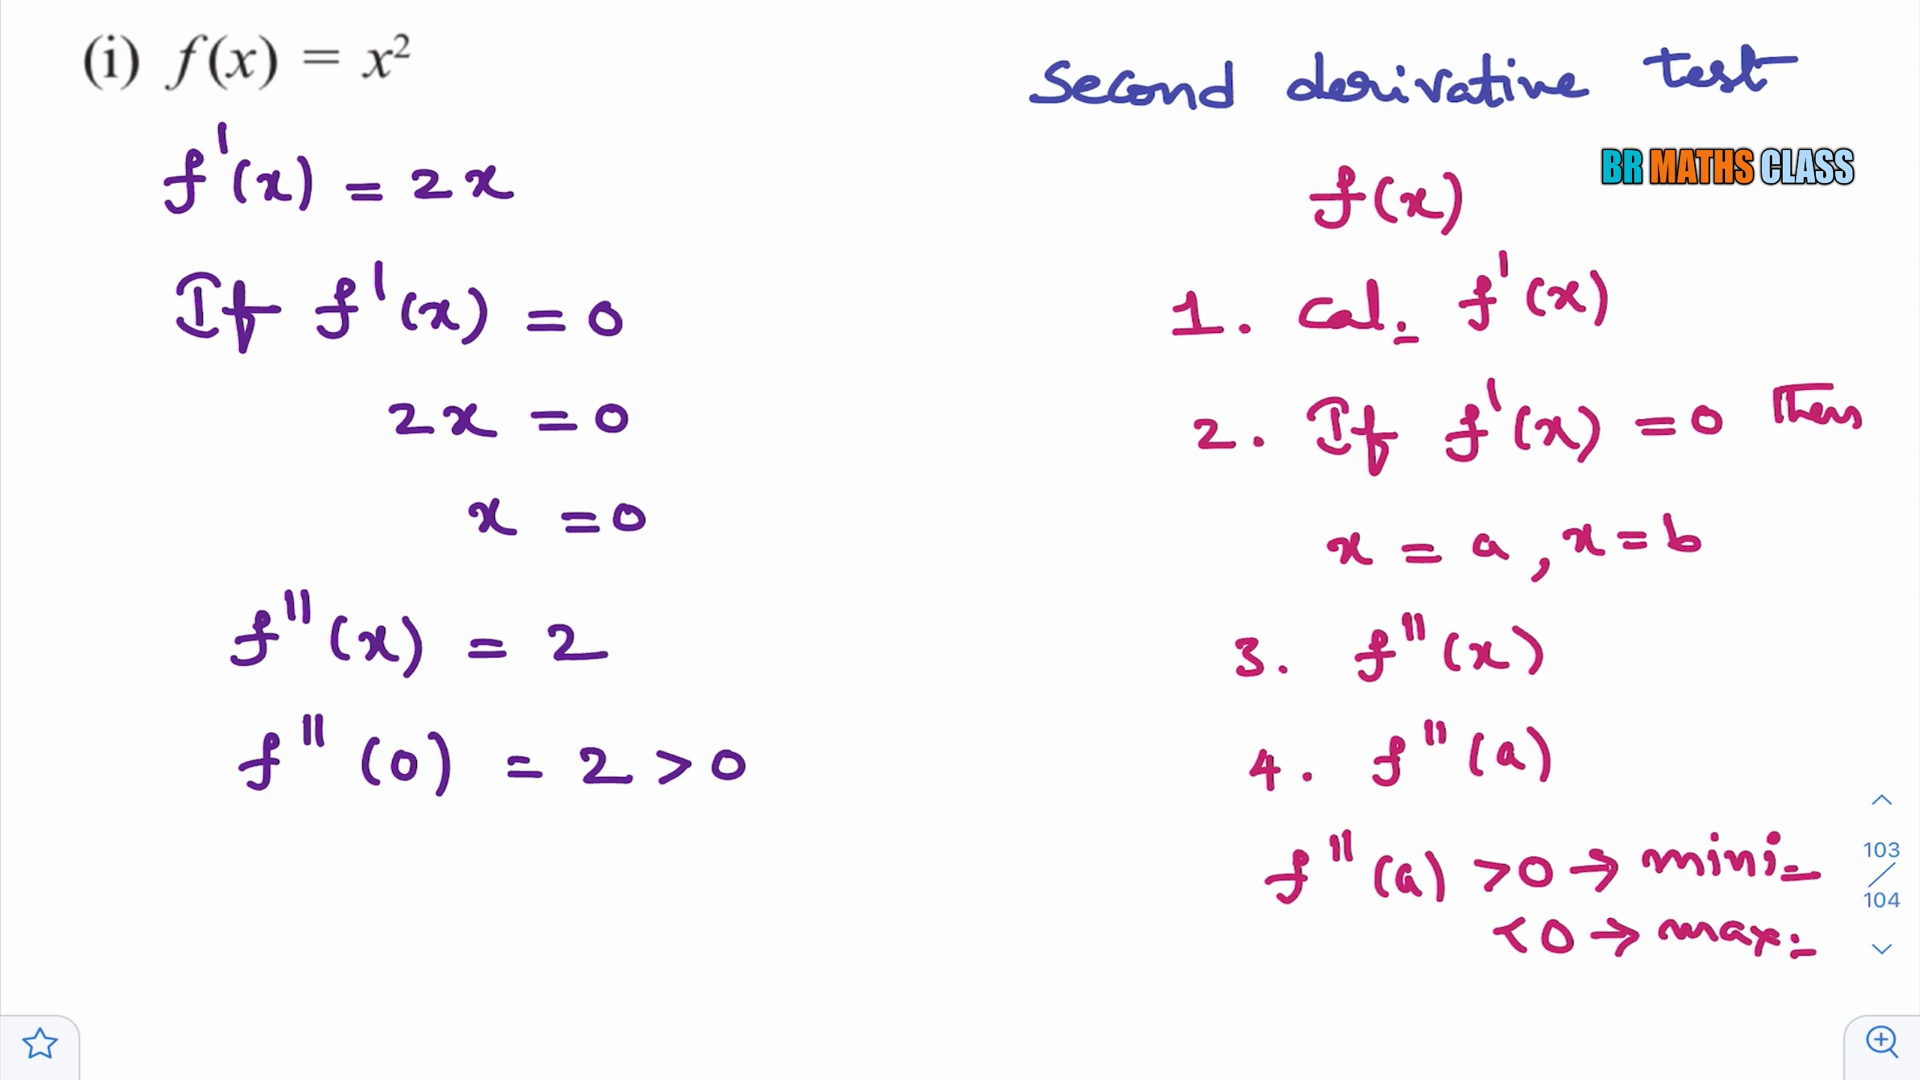 (i) f(x) = x²
f'(x) = 2x
If f'(x) = 0
2x = 0
x = 0
f''(x) = 2
f''(0) = 2 > 0
Second derivative test
BR MATHS CLASS
f(x)
1. Cal. f'(x)
2. If f'(x) = 0 Then
x = a, x = b
3. f''(x)
4. f''(a)
f''(a) > 0 → mini.
< 0 → max.
103
/
104